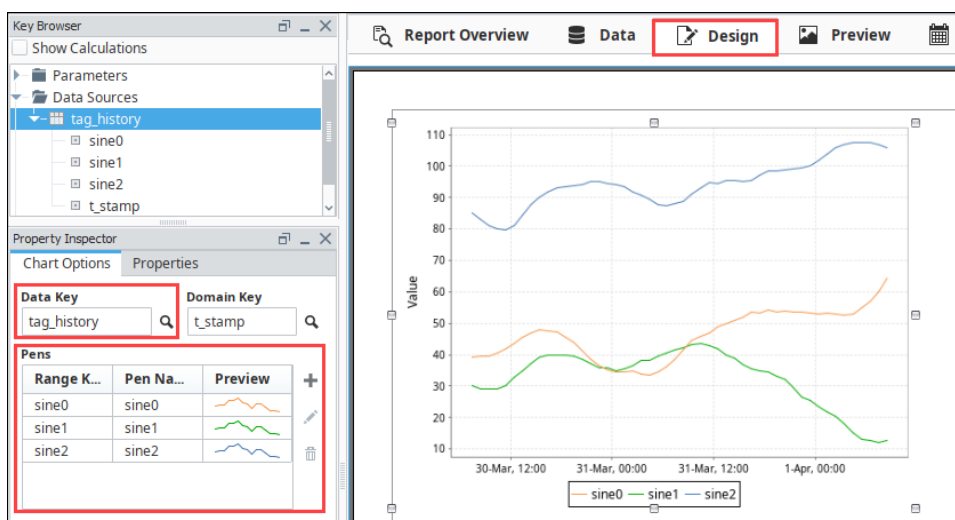 Key Browser
Show Calculations
Parameters
Data Sources
tag_history
sine0
sine1
sine2
t_stamp
Property Inspector
Chart Options Properties
Data Key Domain Key
tag_history t_stamp
Pens
Range K... Pen Na... Preview
sine0 sine0
sine1 sine1
sine2 sine2
Report Overview Data Design Preview
110
100
90
80
70
60
50
40
30
20
10
Value
30-Mar, 12:00 31-Mar, 00:00 31-Mar, 12:00 1-Apr, 00:00
sine0 sine1 sine2